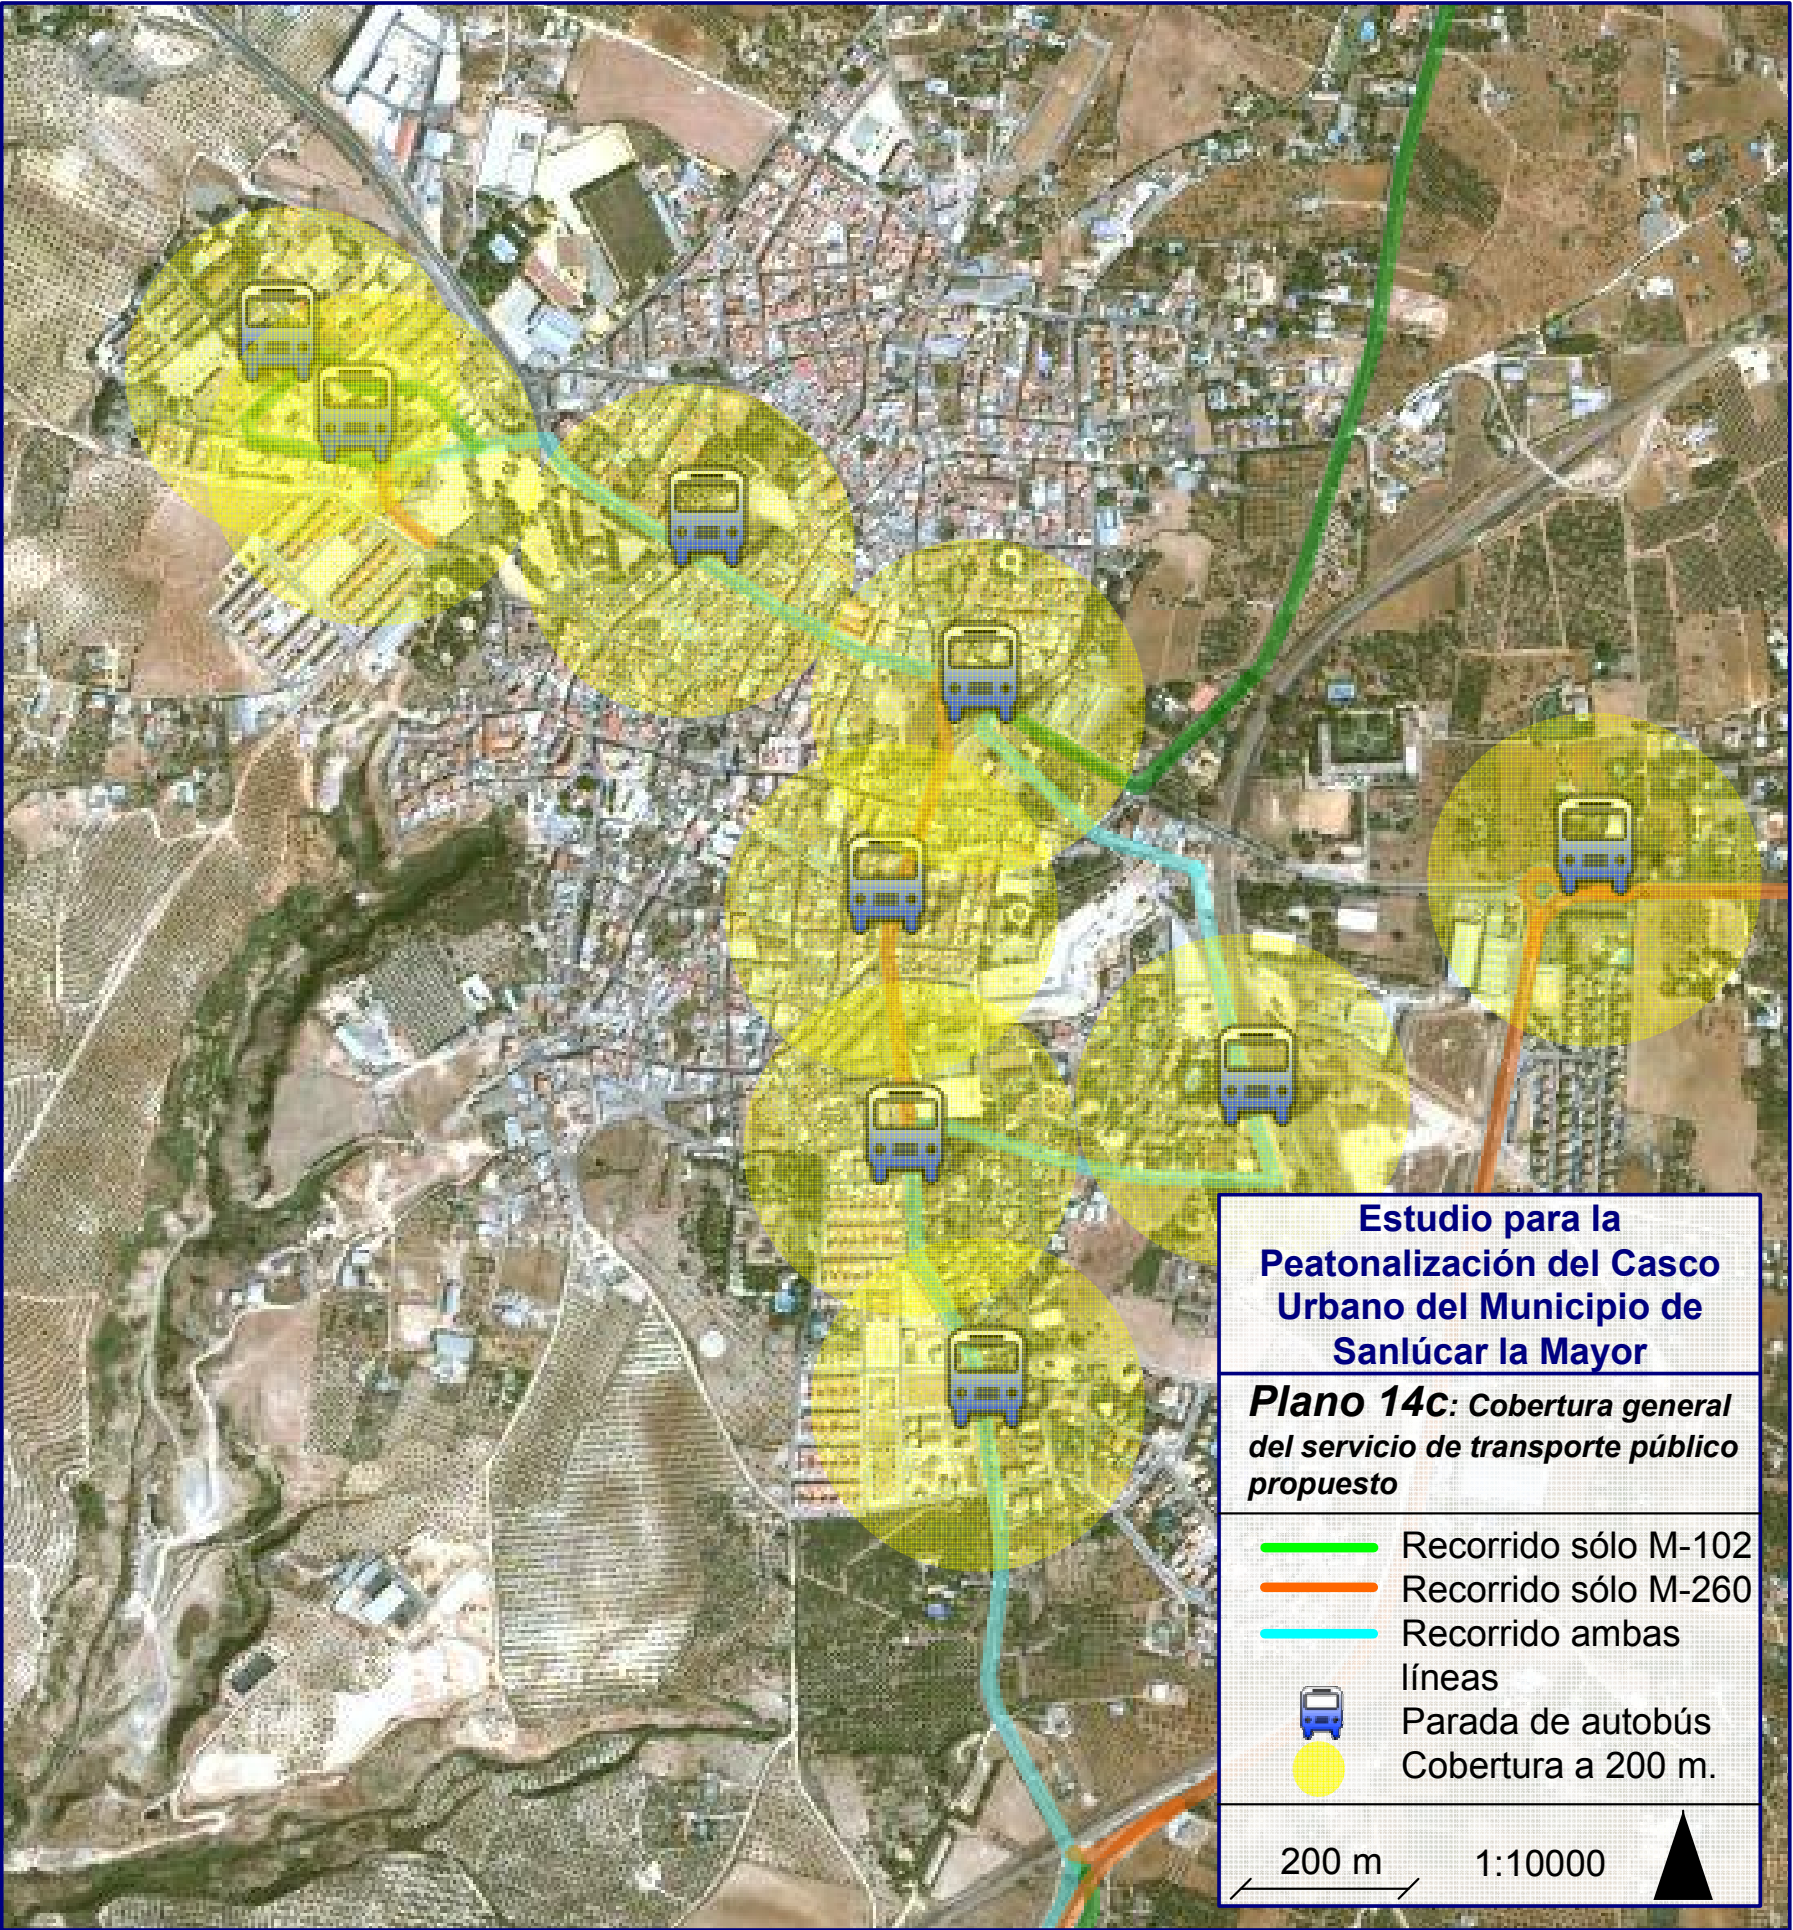 Estudio para la
Peatonalización del Casco
Urbano del Municipio de
Sanlúcar la Mayor
Plano 14c: Cobertura general
del servicio de transporte público
propuesto
Recorrido sólo M-102
Recorrido sólo M-260
Recorrido ambas
líneas
Parada de autobús
Cobertura a 200 m.
200 m 1:10000